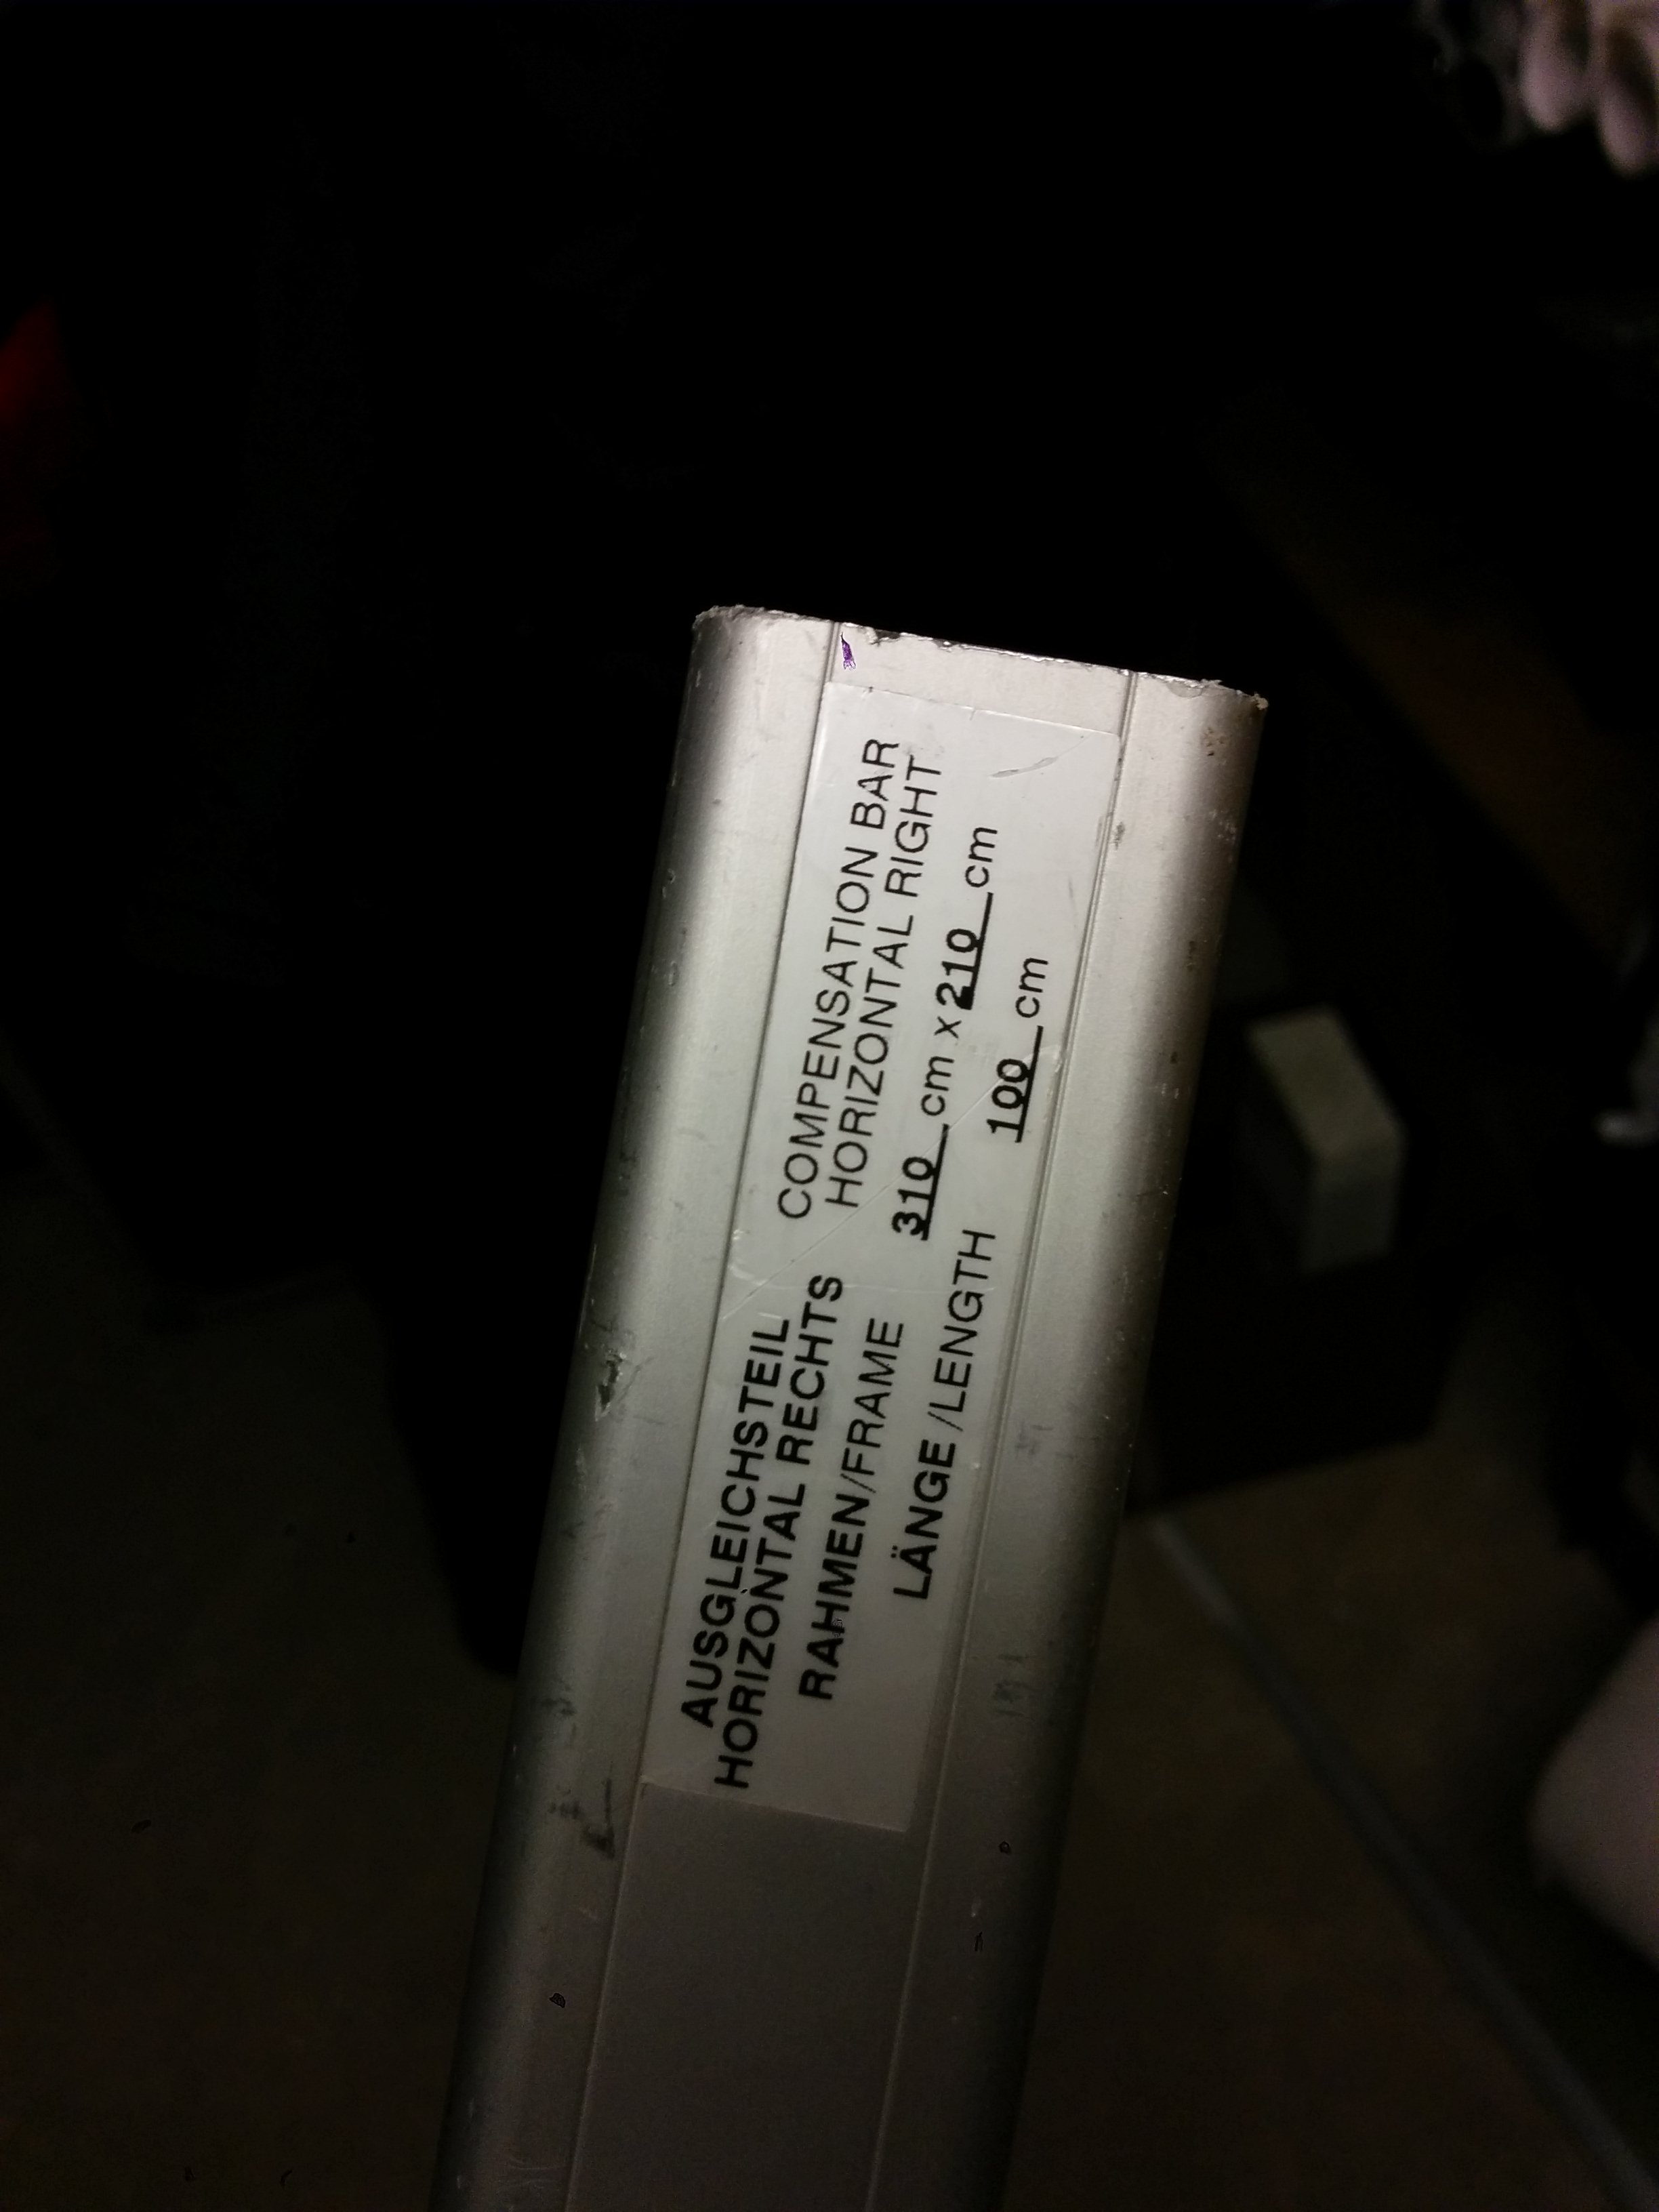 AUSGLEICHSTEIL COMPENSATION BAR
HORIZONTAL RECHTS HORIZONTAL RIGHT
RAHMEN/FRAME 310 cm x 210 cm
LÄNGE/LENGTH 100 cm